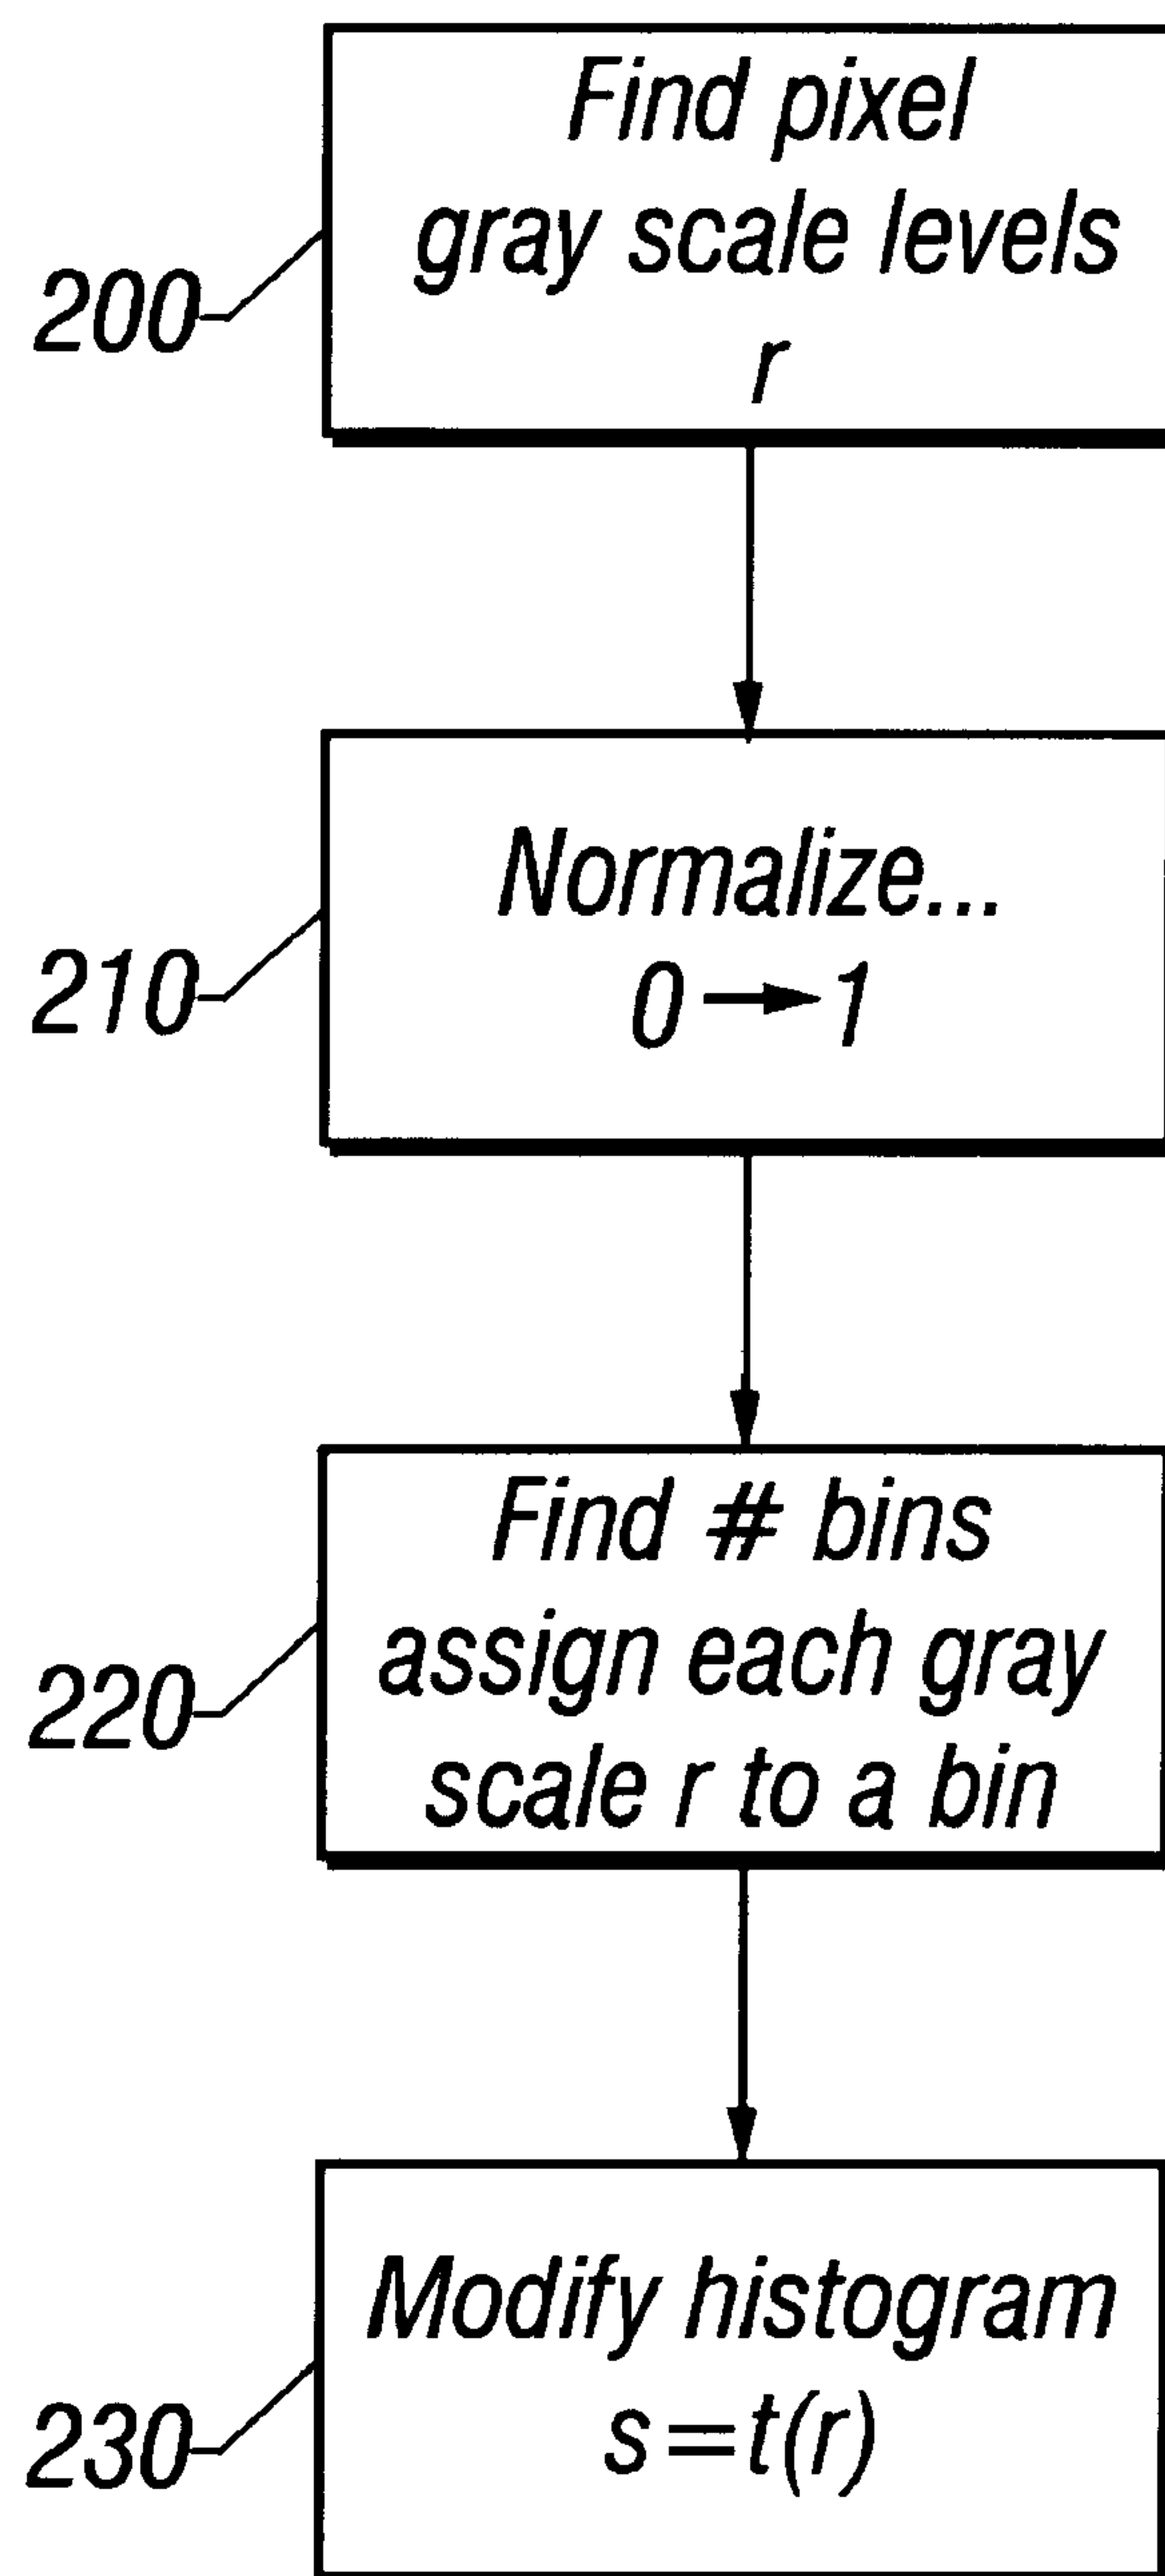 Find pixel
gray scale levels
r
200
Normalize...
0→1
210
Find # bins
assign each gray
scale r to a bin
220
Modify histogram
s=t(r)
230